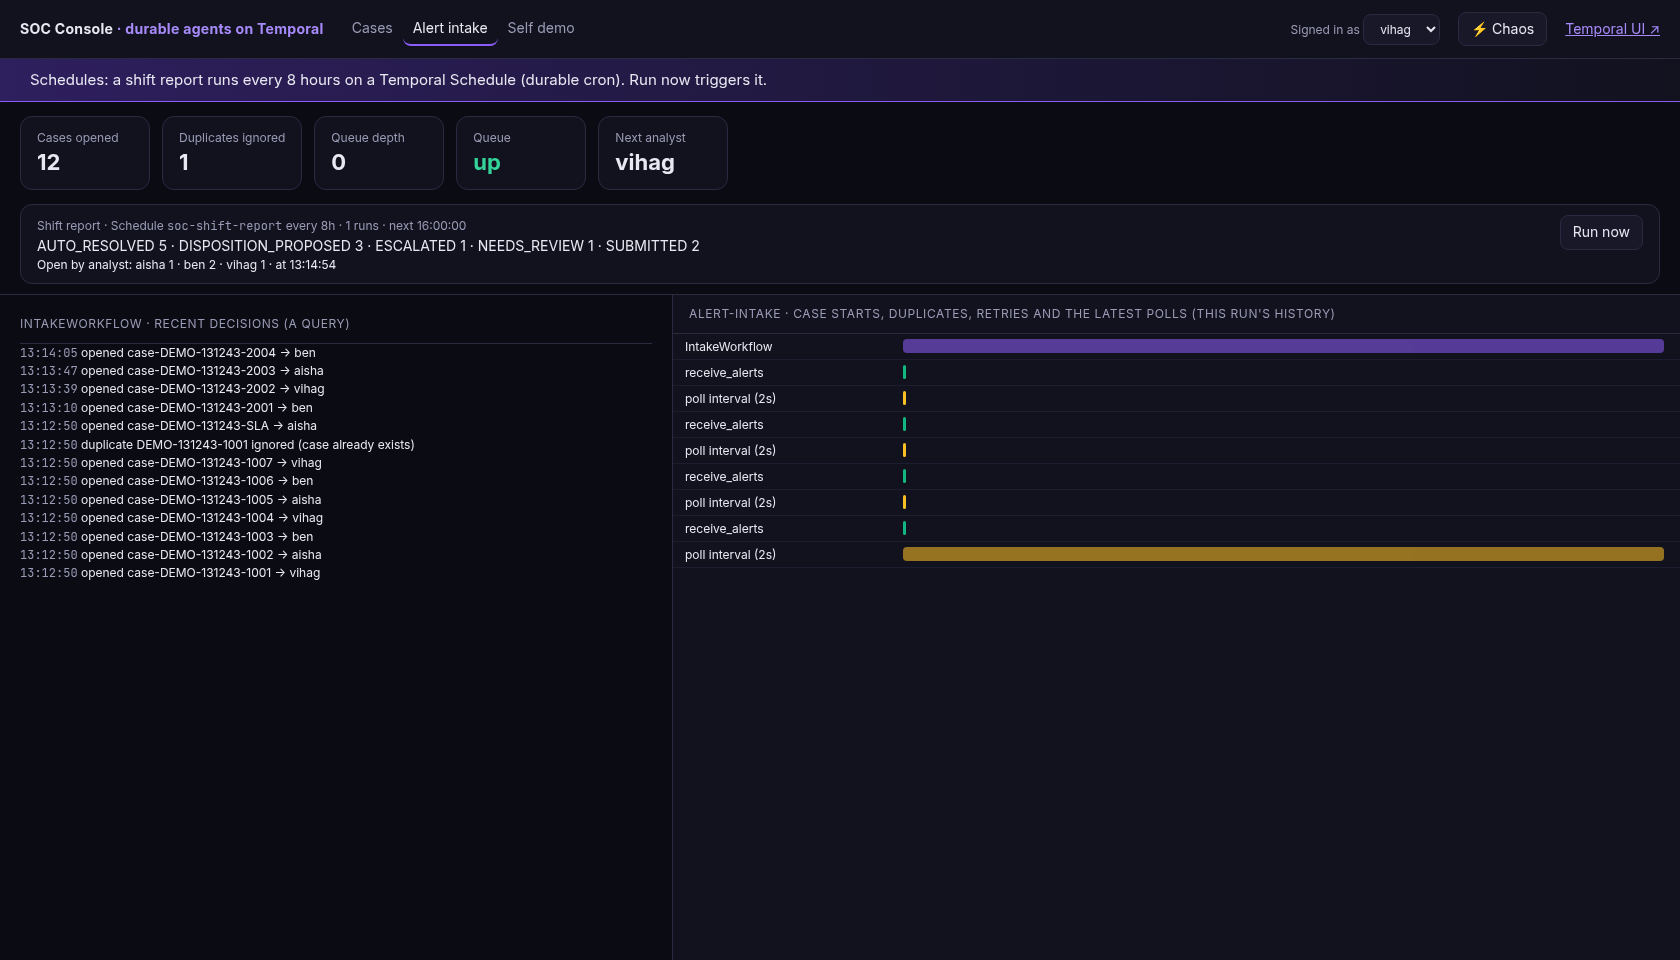 SOC Console · durable agents on Temporal
Cases
Alert intake
Self demo
Signed in as
vihag
⚡ Chaos
Temporal UI ↗
Schedules: a shift report runs every 8 hours on a Temporal Schedule (durable cron). Run now triggers it.
Cases opened
12
Duplicates ignored
1
Queue depth
0
Queue
up
Next analyst
vihag
Shift report · Schedule soc-shift-report every 8h · 1 runs · next 16:00:00
AUTO_RESOLVED 5 · DISPOSITION_PROPOSED 3 · ESCALATED 1 · NEEDS_REVIEW 1 · SUBMITTED 2
Open by analyst: aisha 1 · ben 2 · vihag 1 · at 13:14:54
Run now
INTAKEWORKFLOW · RECENT DECISIONS (A QUERY)
13:14:05 opened case-DEMO-131243-2004 → ben
13:13:47 opened case-DEMO-131243-2003 → aisha
13:13:39 opened case-DEMO-131243-2002 → vihag
13:13:10 opened case-DEMO-131243-2001 → ben
13:12:50 opened case-DEMO-131243-SLA → aisha
13:12:50 duplicate DEMO-131243-1001 ignored (case already exists)
13:12:50 opened case-DEMO-131243-1007 → vihag
13:12:50 opened case-DEMO-131243-1006 → ben
13:12:50 opened case-DEMO-131243-1005 → aisha
13:12:50 opened case-DEMO-131243-1004 → vihag
13:12:50 opened case-DEMO-131243-1003 → ben
13:12:50 opened case-DEMO-131243-1002 → aisha
13:12:50 opened case-DEMO-131243-1001 → vihag
ALERT-INTAKE · CASE STARTS, DUPLICATES, RETRIES AND THE LATEST POLLS (THIS RUN'S HISTORY)
IntakeWorkflow
receive_alerts
poll interval (2s)
receive_alerts
poll interval (2s)
receive_alerts
poll interval (2s)
receive_alerts
poll interval (2s)